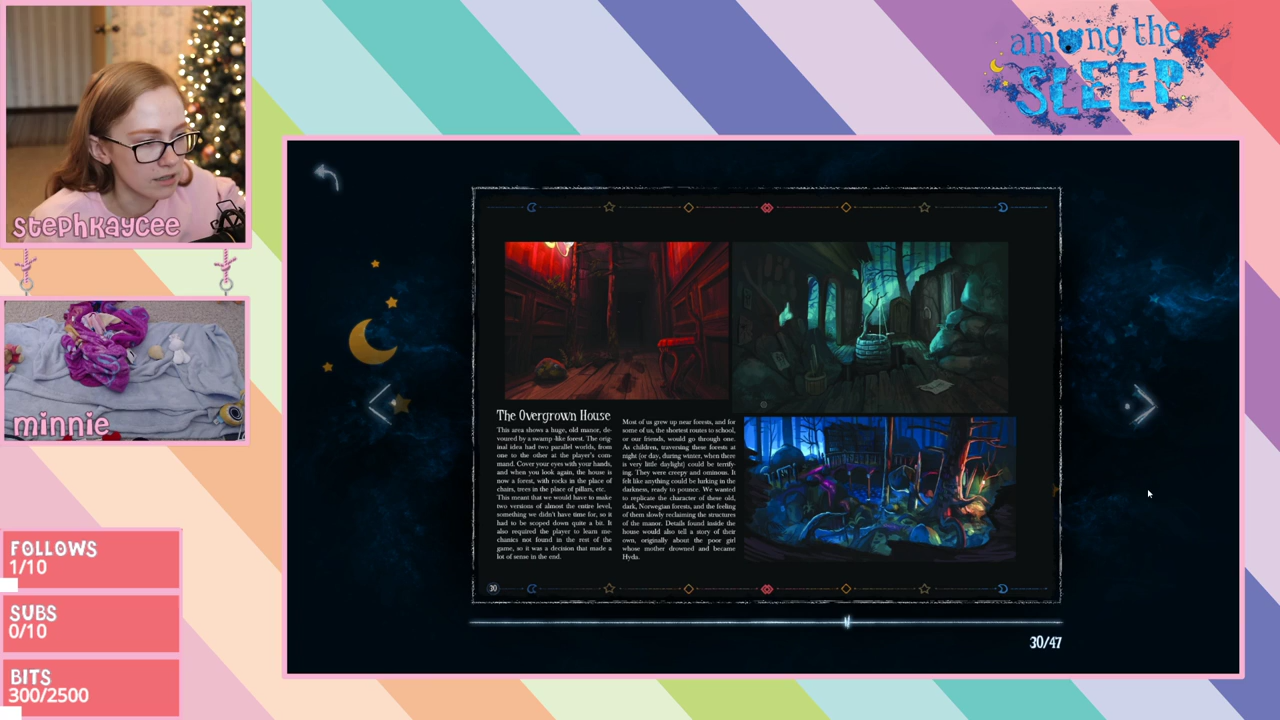 among the
SLEEP
stephkaycee
minnie
FOLLOWS
1/10
SUBS
0/10
BITS
300/2500
The Overgrown House
This area shows a huge, old manor, de-
voured by a swamp-like forest. The orig-
inal idea had two parallel worlds, from
one to the other at the player's com-
mand. Cover your eyes with your hands,
and when you look again, the house is
now a forest, with rocks in the place of
chairs, trees in the place of pillars, etc.
This meant that we would have to make
two versions of almost the entire level,
something we didn't have time for, so it
had to be scoped down quite a bit. It
also required the player to learn me-
chanics not found in the rest of the
game, so it was a decision that made a
lot of sense in the end.
Most of us grew up near forests, and for
some of us, the shortest routes to school,
or our friends, would go through one.
As children, traversing these forests at
night (or day, during winter, when there
is very little daylight) could be terrify-
ing. They were creepy and ominous. It
felt like anything could be lurking in the
darkness, ready to pounce. We wanted
to replicate the character of these old,
dark, Norwegian forests, and the feeling
of them slowly reclaiming the structures
of the manor. Details found inside the
house would also tell a story of their
own, originally about the poor girl
whose mother drowned and became
Hyda.
30
30/47